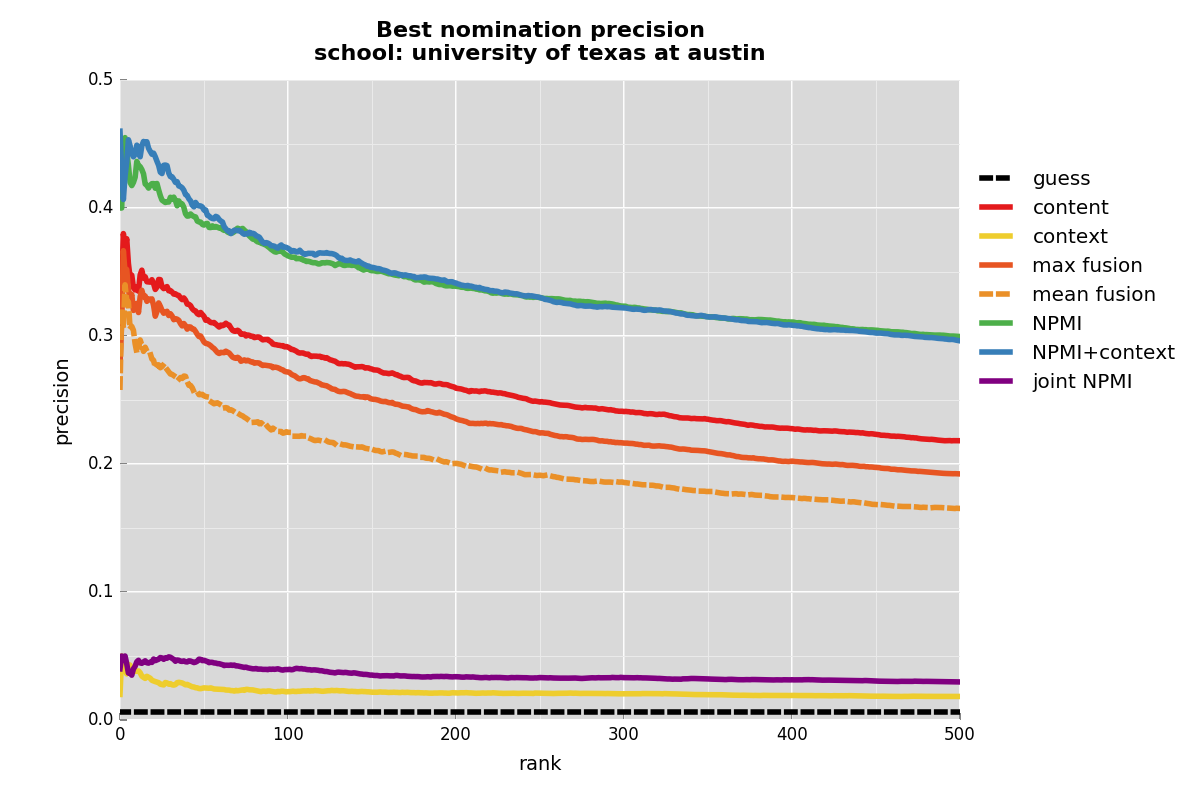 Best nomination precision
school: university of texas at austin
precision
0.5
0.4
0.3
0.2
0.1
0.0
0
100
200
300
400
500
rank
guess
content
context
max fusion
mean fusion
NPMI
NPMI+context
joint NPMI